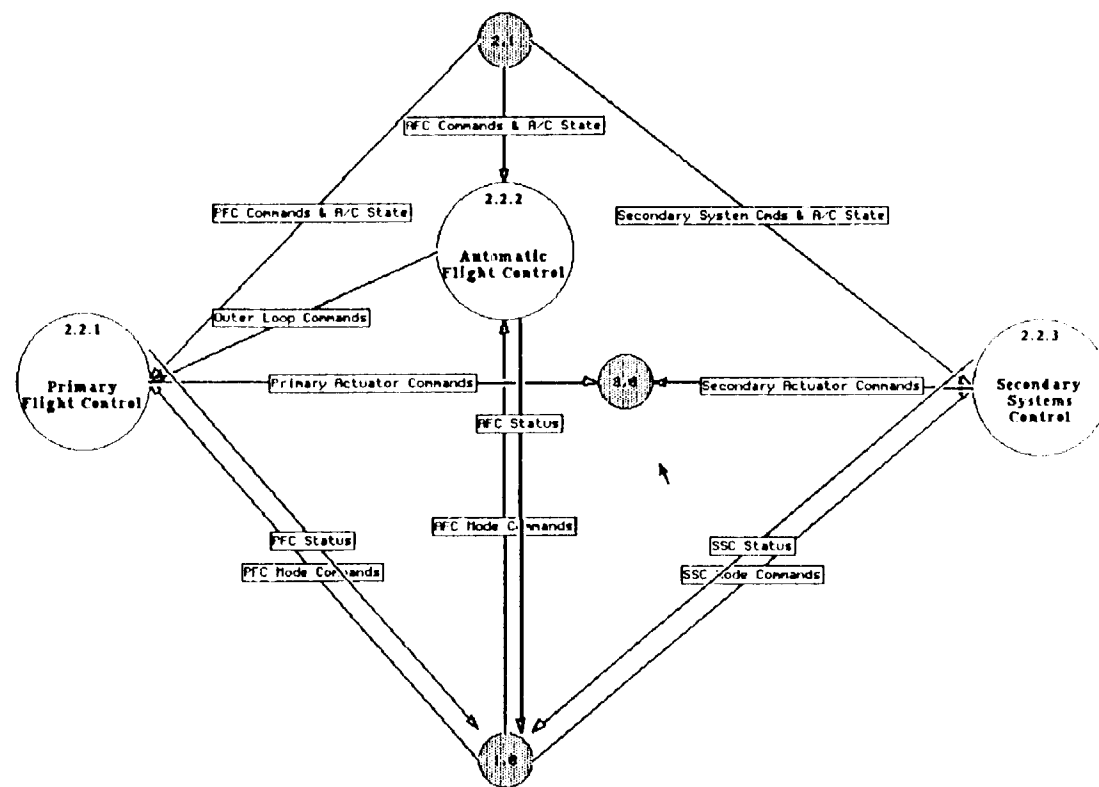 2.1
AFC Commands & A/C State
2.2.2
PFC Commands & A/C State
Secondary System Cmds & A/C State
Automatic
Flight Control
Outer Loop Commands
2.2.1
2.2.3
Primary Actuator Commands
Secondary Actuator Commands
Primary
Flight Control
Secondary
Systems
Control
AFC Status
AFC Mode Commands
PFC Status
SSC Status
PFC Mode Commands
SSC Mode Commands